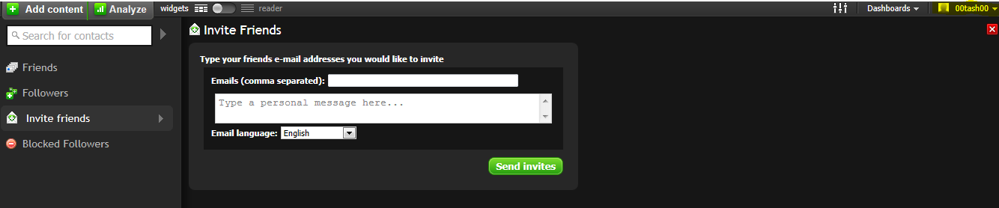 Add content Analyze widgets reader Dashboards 00tash00
Search for contacts
Friends
Followers
Invite friends
Blocked Followers
Invite Friends
Type your friends e-mail addresses you would like to invite
Emails (comma separated):
Type a personal message here...
Email language: English
Send invites